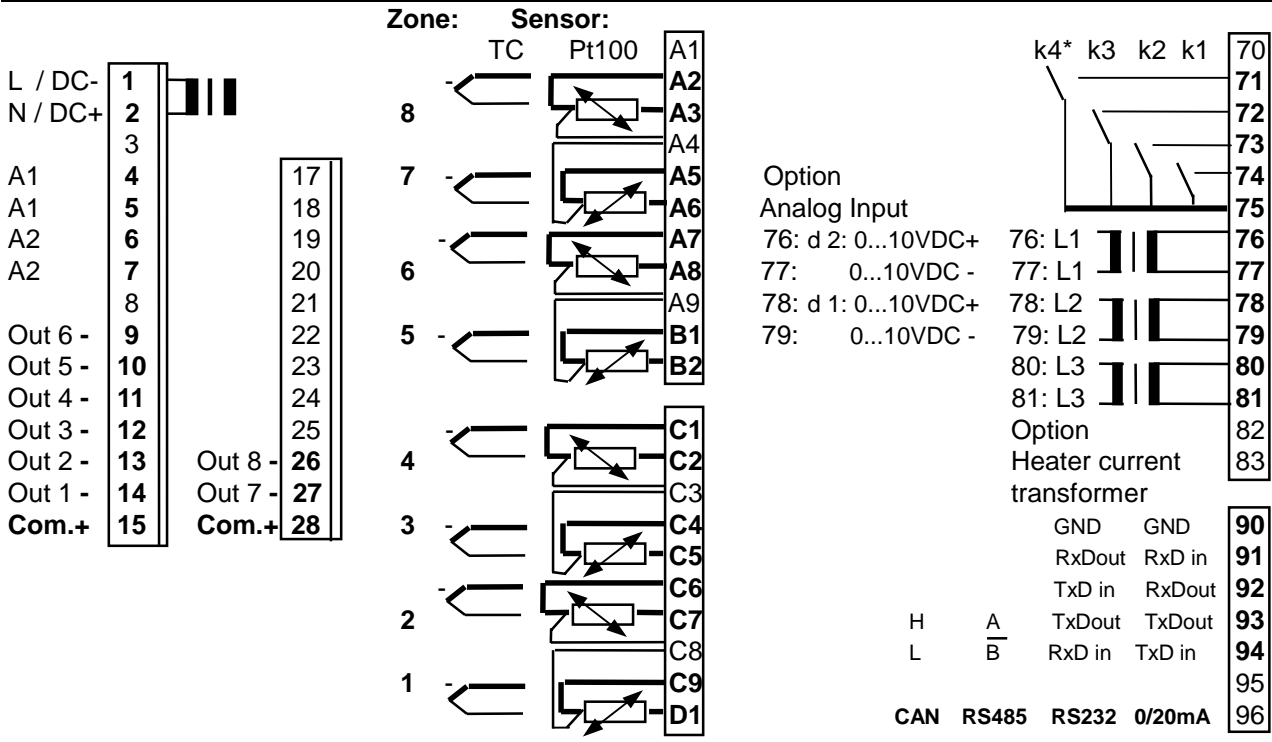 Zone: Sensor:
TC Pt100
L / DC- 1
N / DC+ 2
3
A1 4
A1 5
A2 6
A2 7
8
Out 6 - 9
Out 5 - 10
Out 4 - 11
Out 3 - 12
Out 2 - 13
Out 1 - 14
Com.+ 15
17
18
19
20
21
22
23
24
25
Out 8 - 26
Out 7 - 27
Com.+ 28
8 -
7 -
6 -
5 -
4 -
3 -
2 -
1 -
A1
A2
A3
A4
A5
A6
A7
A8
A9
B1
B2
C1
C2
C3
C4
C5
C6
C7
C8
C9
D1
Option
Analog Input
76: d 2: 0...10VDC+
77: 0...10VDC -
78: d 1: 0...10VDC+
79: 0...10VDC -
k4* k3 k2 k1 70
71
72
73
74
75
76: L1 76
77: L1 77
78: L2 78
79: L2 79
80: L3 80
81: L3 81
Option 82
Heater current 83
transformer
GND GND 90
RxDout RxD in 91
TxD in RxDout 92
H A TxDout TxDout 93
L B RxD in TxD in 94
95
CAN RS485 RS232 0/20mA 96